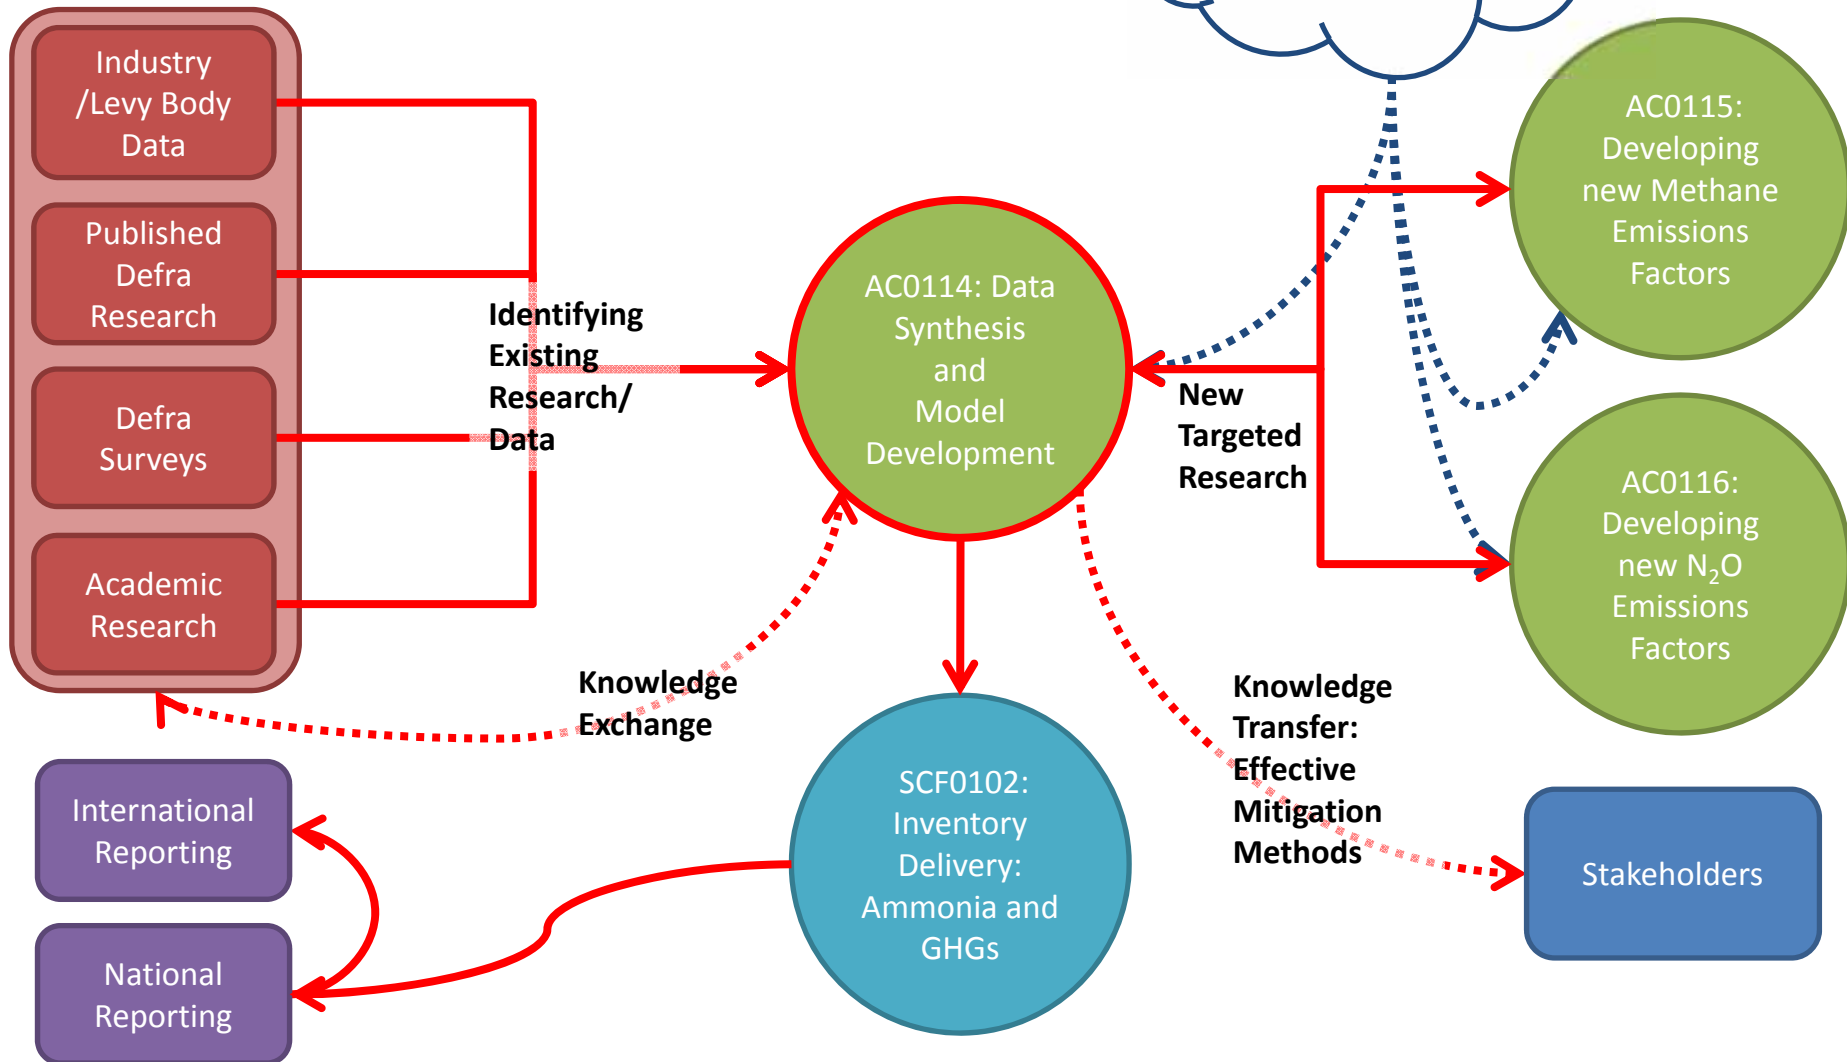 Industry
/Levy Body
Data
Published
Defra
Research
Defra
Surveys
Academic
Research
Identifying
Existing
Research/
Data
AC0114: Data
Synthesis
and
Model
Development
New
Targeted
Research
AC0115:
Developing
new Methane
Emissions
Factors
AC0116:
Developing
new N₂O
Emissions
Factors
Knowledge
Exchange
Knowledge
Transfer:
Effective
Mitigation
Methods
International
Reporting
National
Reporting
SCF0102:
Inventory
Delivery:
Ammonia and
GHGs
Stakeholders